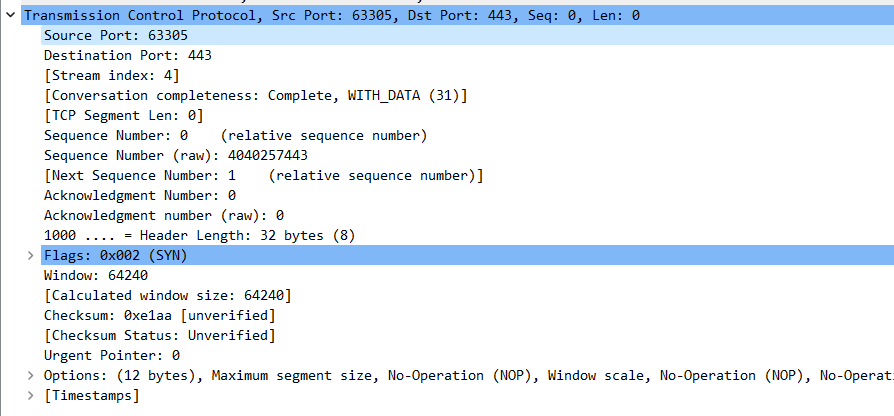 Transmission Control Protocol, Src Port: 63305, Dst Port: 443, Seq: 0, Len: 0
Source Port: 63305
Destination Port: 443
[Stream index: 4]
[Conversation completeness: Complete, WITH_DATA (31)]
[TCP Segment Len: 0]
Sequence Number: 0    (relative sequence number)
Sequence Number (raw): 4040257443
[Next Sequence Number: 1    (relative sequence number)]
Acknowledgment Number: 0
Acknowledgment number (raw): 0
1000 .... = Header Length: 32 bytes (8)
Flags: 0x002 (SYN)
Window: 64240
[Calculated window size: 64240]
Checksum: 0xe1aa [unverified]
[Checksum Status: Unverified]
Urgent Pointer: 0
Options: (12 bytes), Maximum segment size, No-Operation (NOP), Window scale, No-Operation (NOP), No-Operati
[Timestamps]